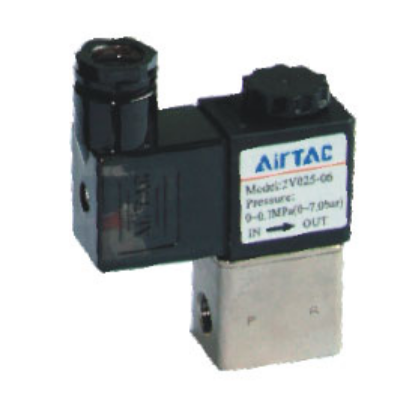 AirTAC
Model:2V025-06
Pressure:
0~0.7MPa(0~7.0bar)
IN → OUT
P R